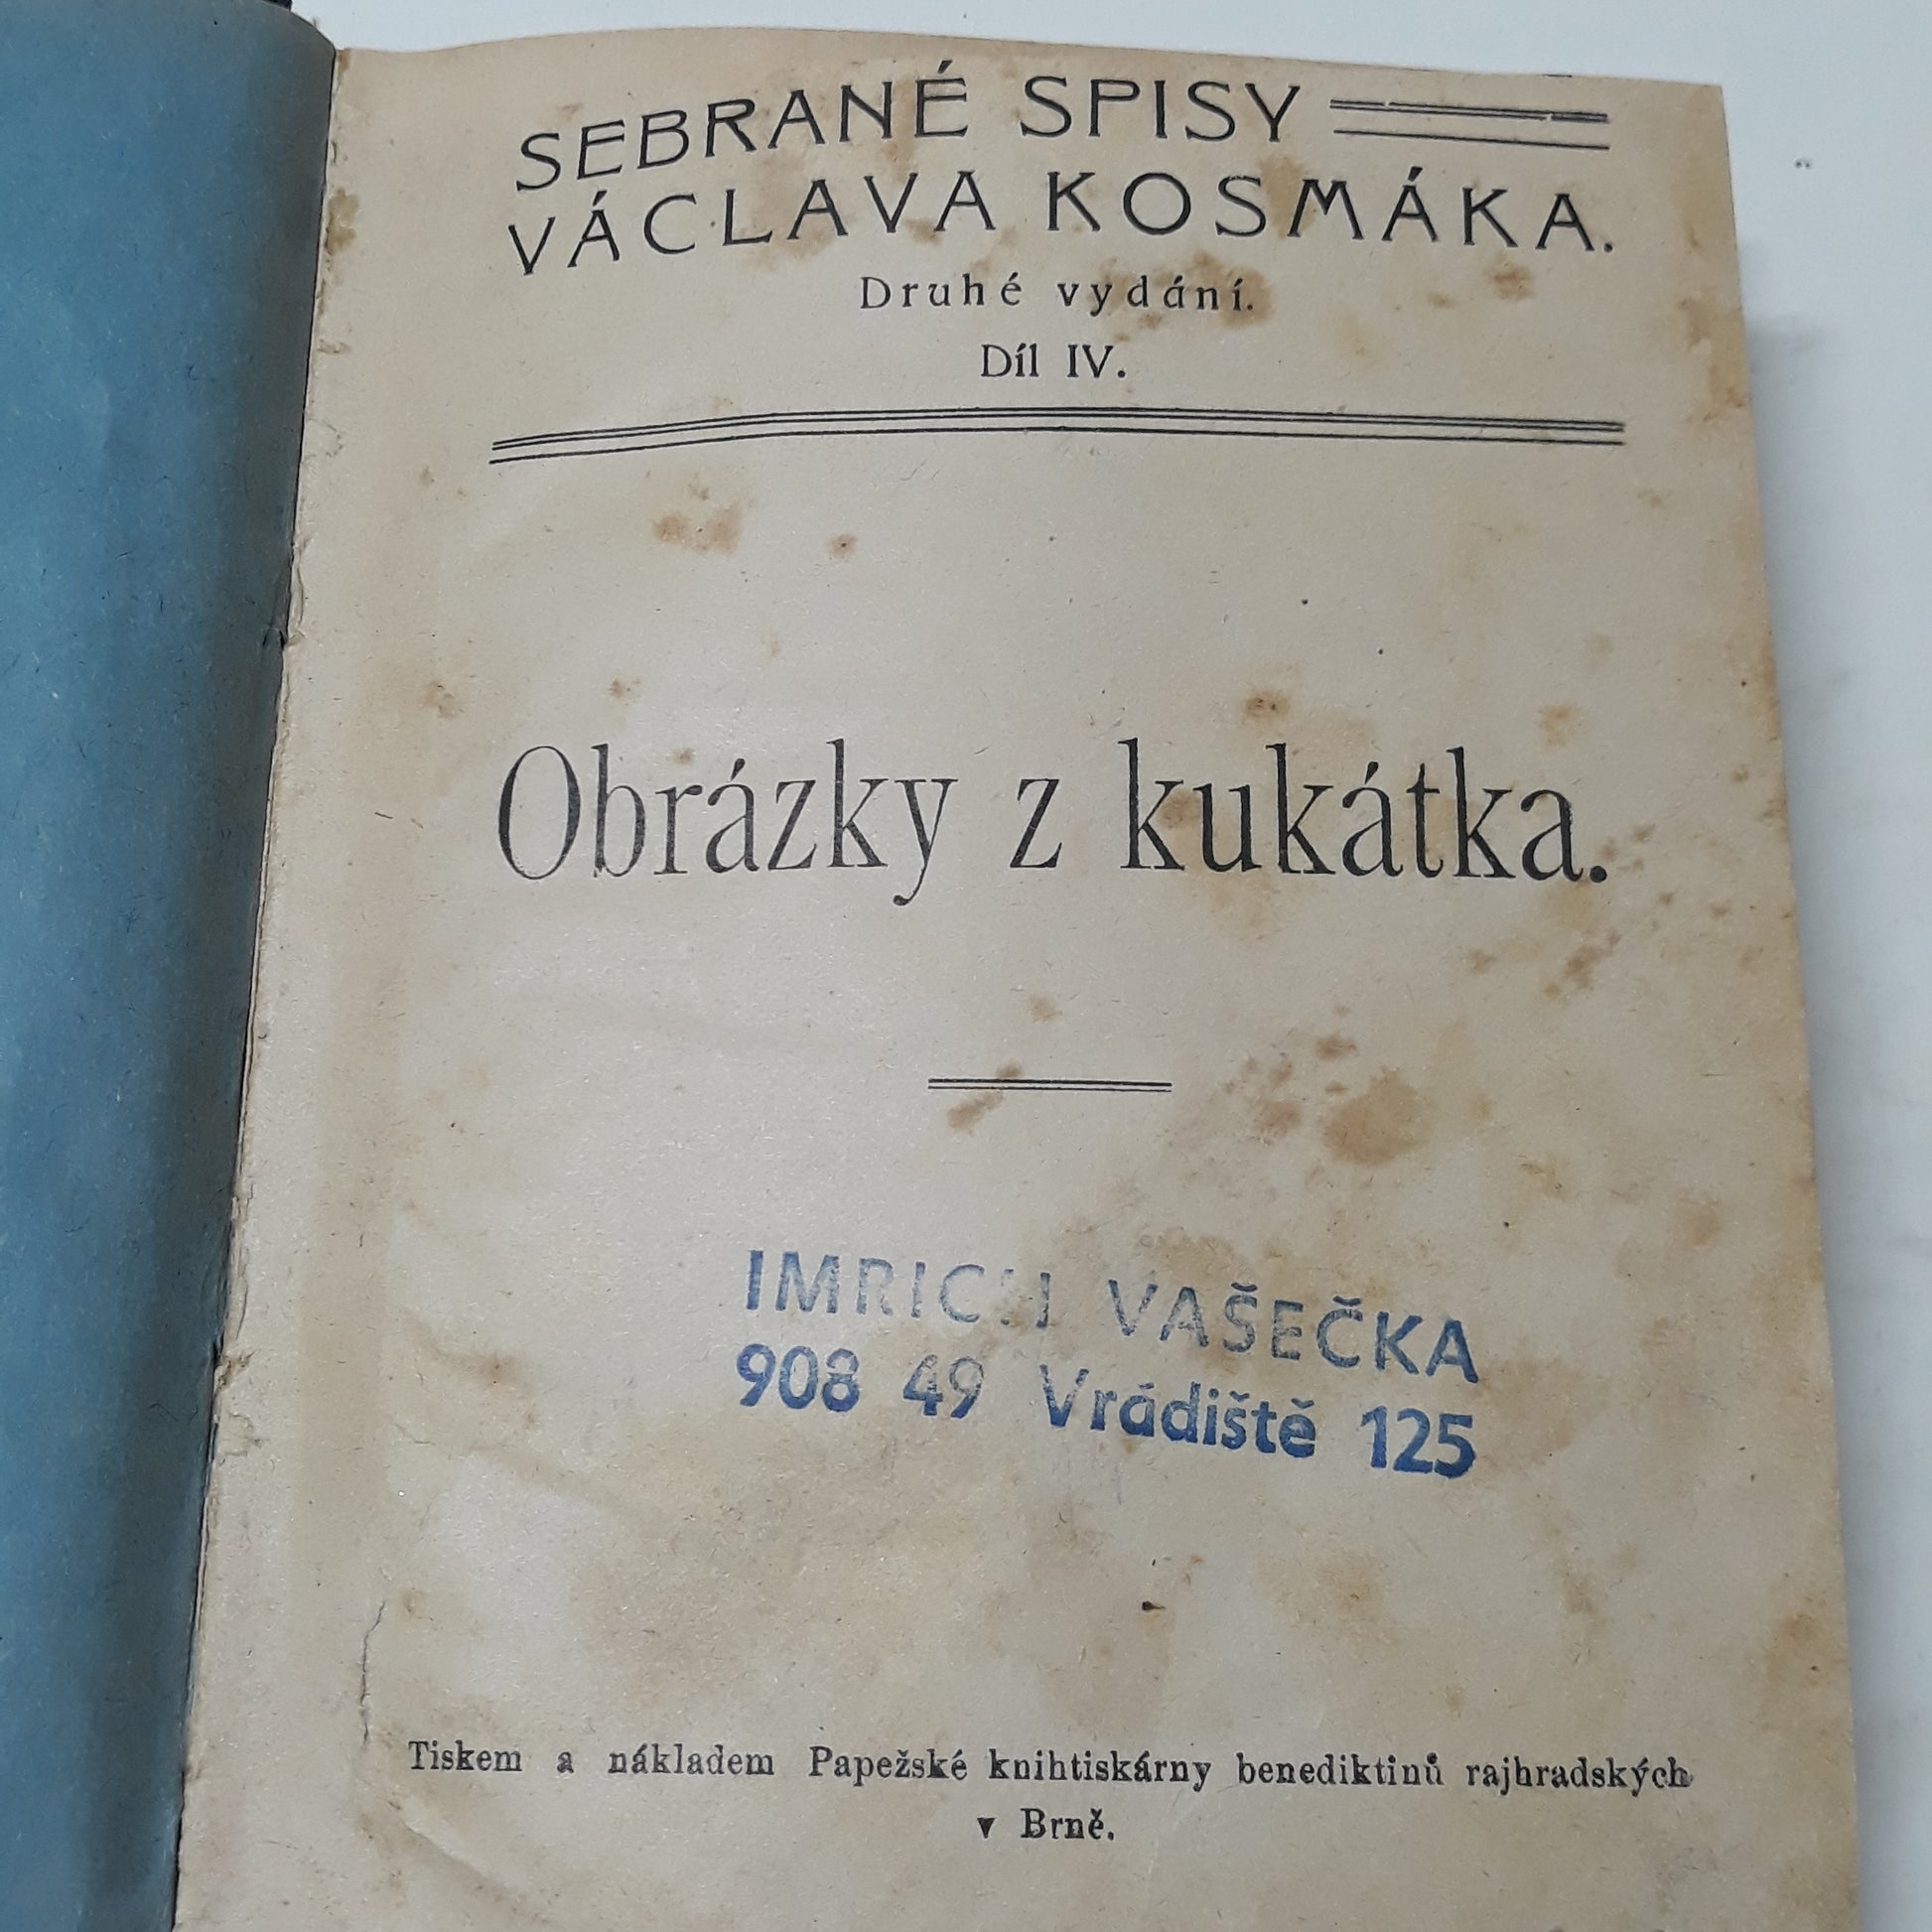 SEBRANÉ SPISY
VÁCLAVA KOSMÁKA.
Druhé vydání.
Díl IV.
Obrázky z kukátka.
IMRICH VAŠEČKA
908 49 Vrádiště 125
Tiskem a nákladem Papežské knihtiskárny benediktinů rajhradských
v Brně.